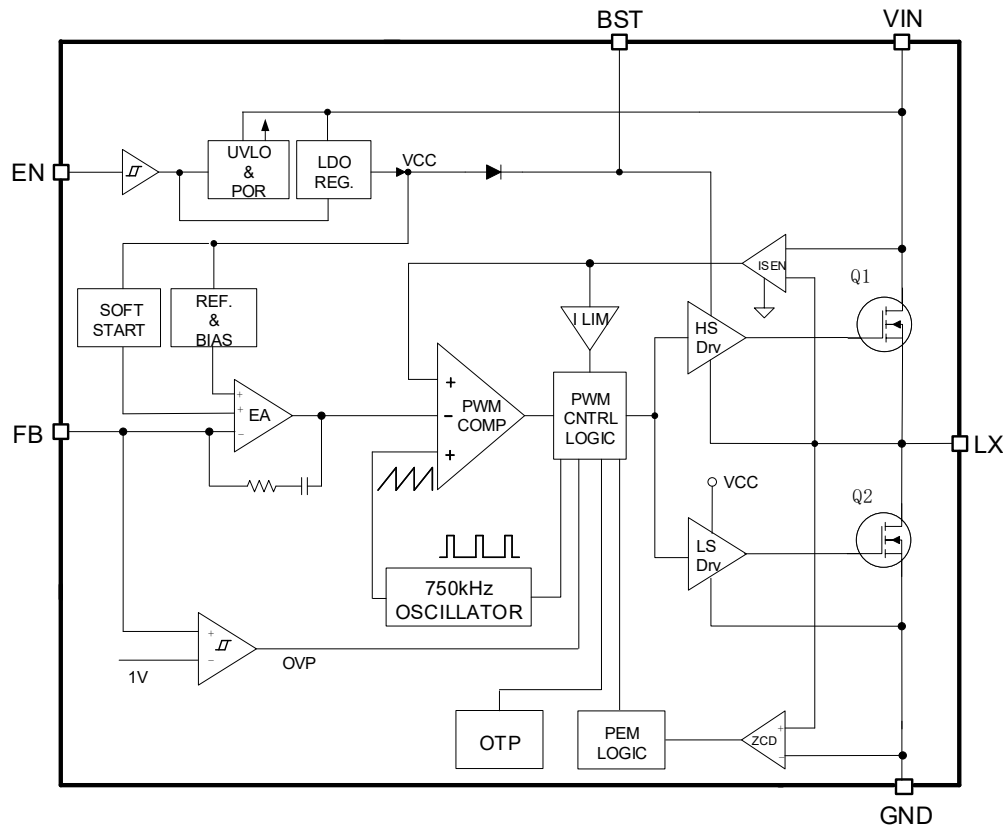 BST
VIN
EN
UVLO
&
POR
LDO
REG.
VCC
SOFT
START
REF.
&
BIAS
ISEN
Q1
I LIM
HS
Drv
+
+
−
EA
+
−
+
PWM
COMP
PWM
CNTRL
LOGIC
FB
LX
VCC
Q2
LS
Drv
750kHz
OSCILLATOR
+
−
1V
OVP
OTP
PEM
LOGIC
+
−
ZCD
GND